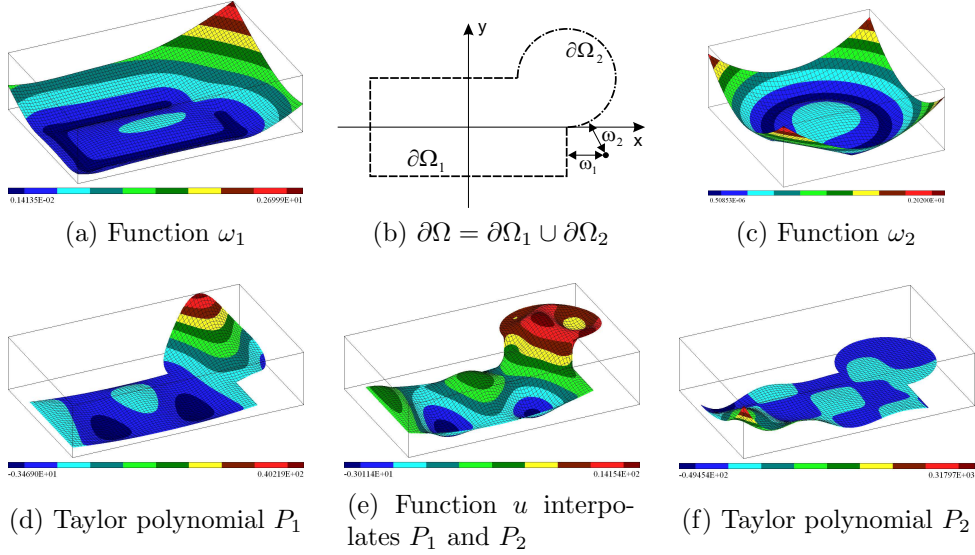 0.14135E-02 0.26999E+01
(a) Function ω₁
y
∂Ω₂
x
ω₂
ω₁
∂Ω₁
(b) ∂Ω = ∂Ω₁ ∪ ∂Ω₂
0.50853E-06 0.20200E+01
(c) Function ω₂
-0.34690E+01 0.40219E+02
(d) Taylor polynomial P₁
-0.30114E+01 0.14154E+02
(e) Function u interpo-
lates P₁ and P₂
-0.49454E+02 0.31797E+03
(f) Taylor polynomial P₂